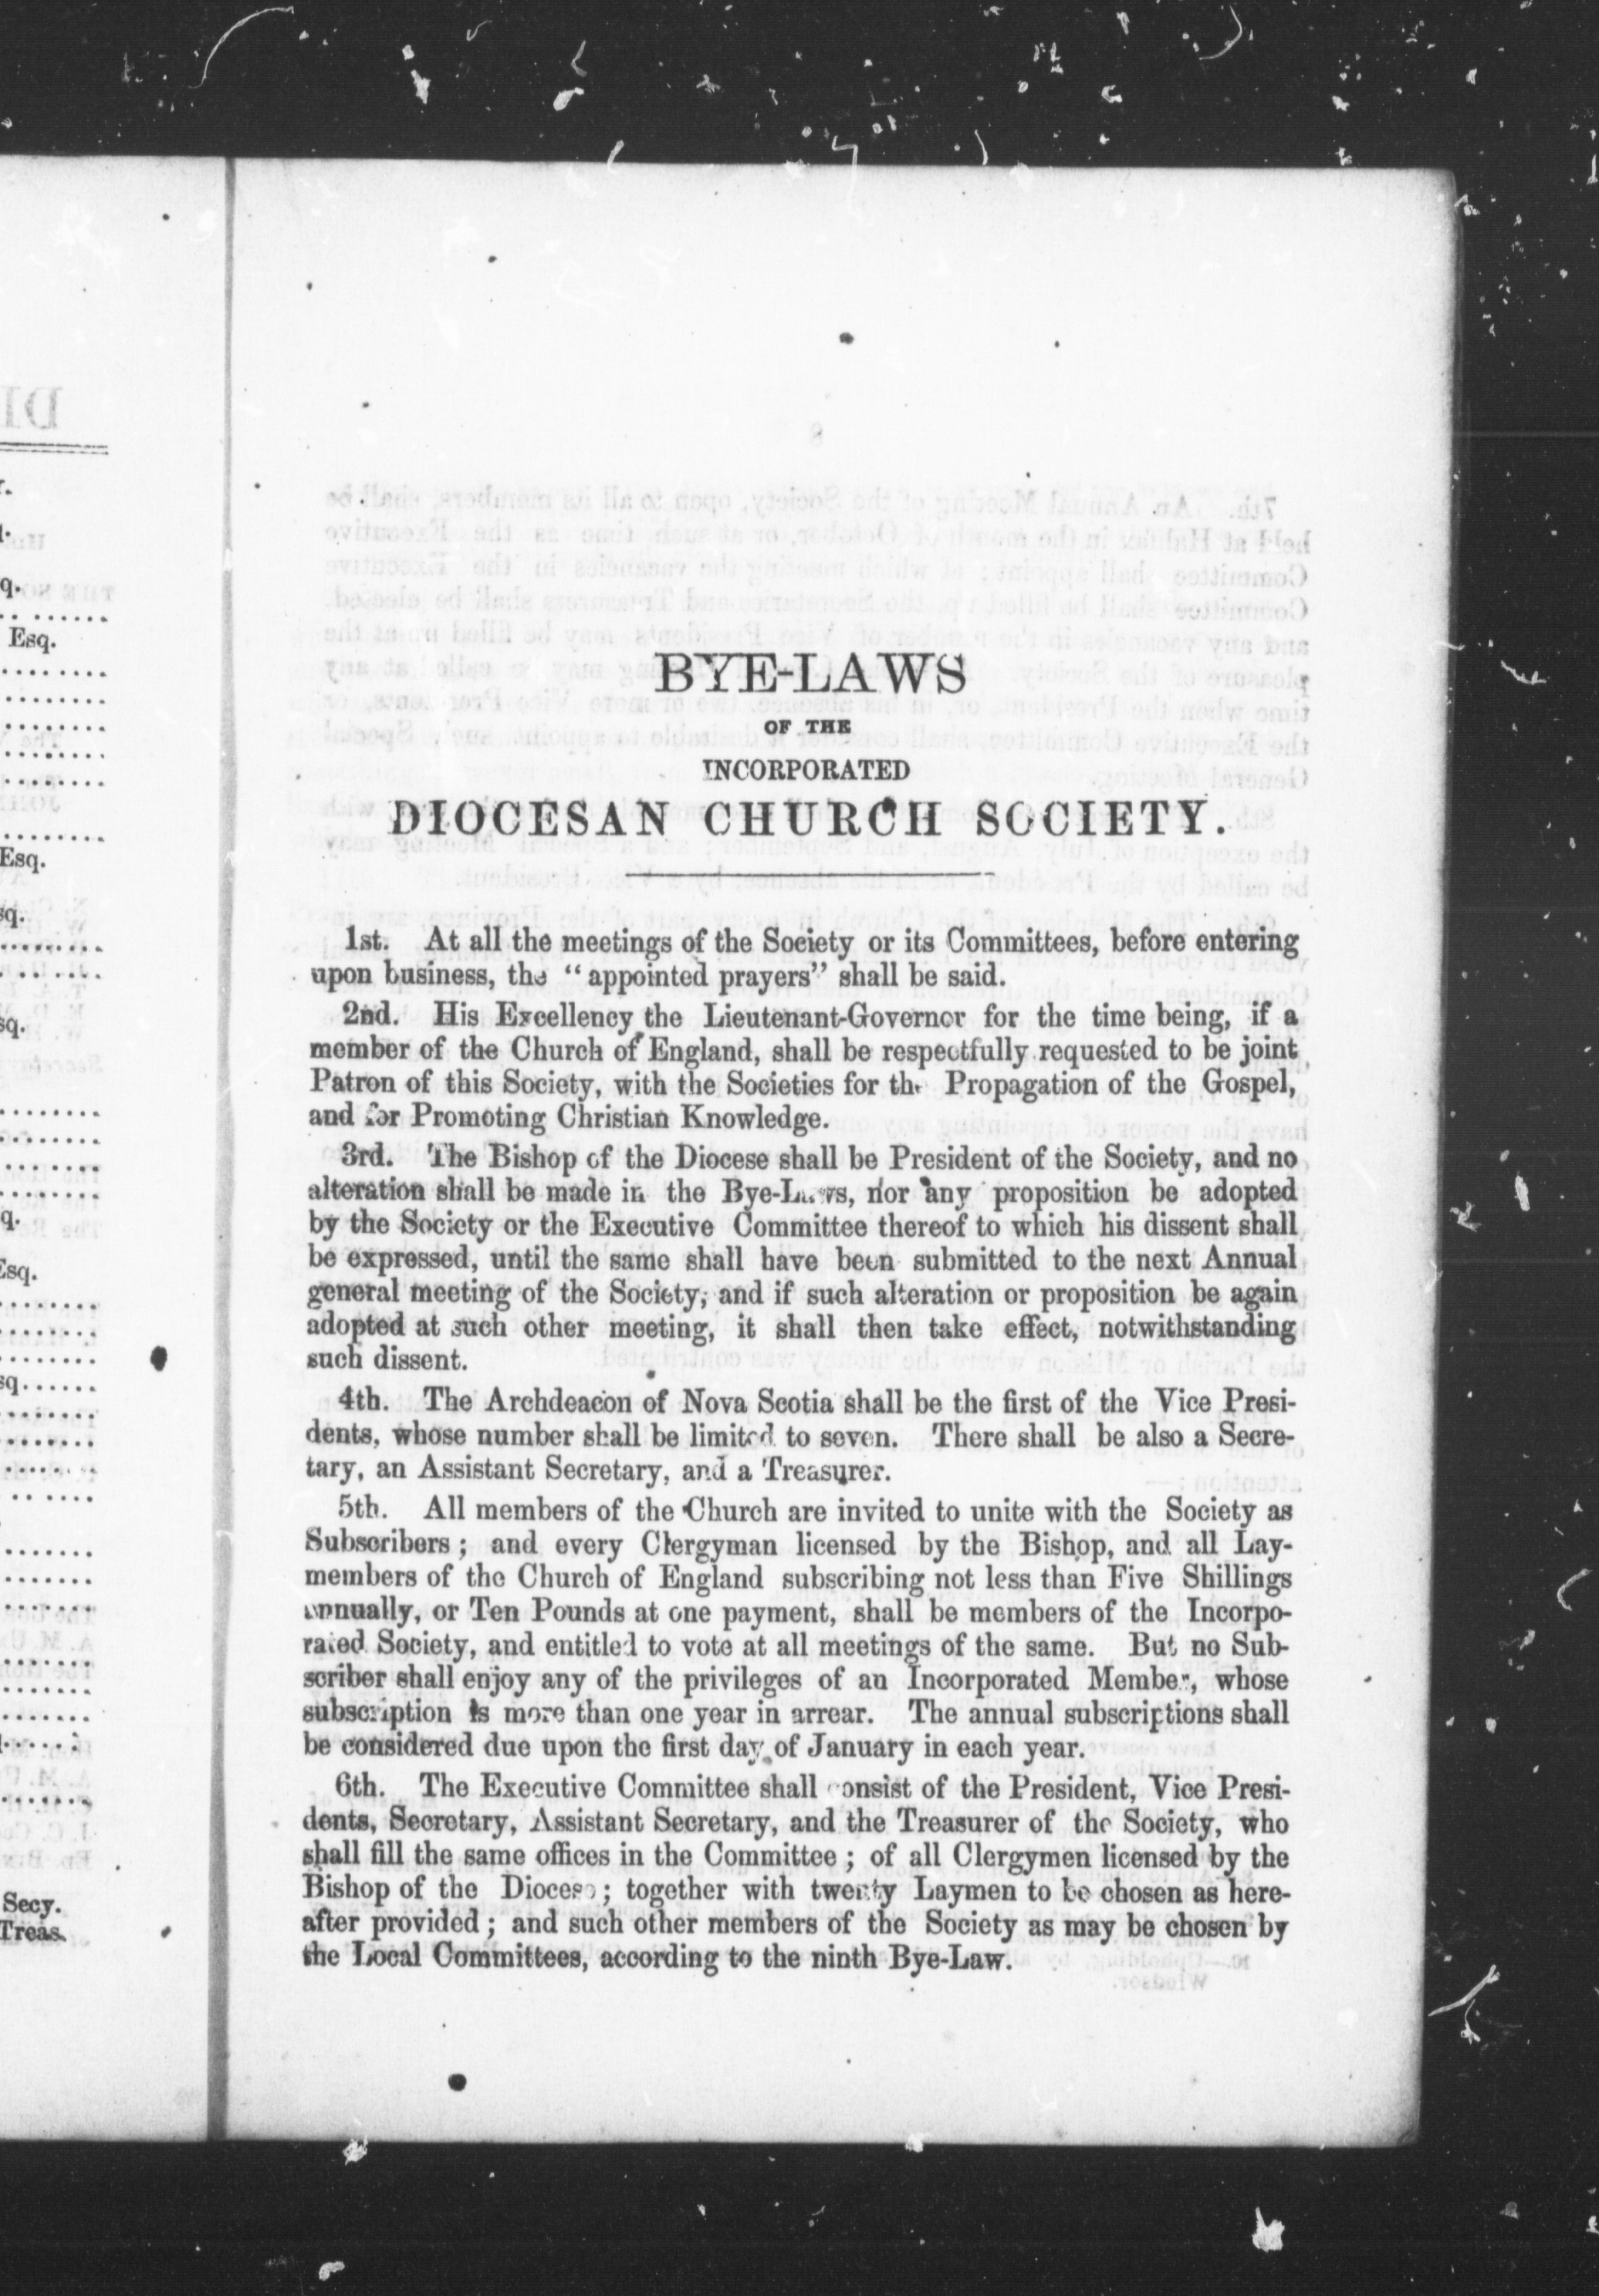 Esq.
Esq.
Secy.
Treas.
BYE-LAWS
OF THE
INCORPORATED
DIOCESAN CHURCH SOCIETY.
1st. At all the meetings of the Society or its Committees, before entering
upon business, the "appointed prayers" shall be said.
2nd. His Excellency the Lieutenant-Governor for the time being, if a
member of the Church of England, shall be respectfully requested to be joint
Patron of this Society, with the Societies for the Propagation of the Gospel,
and for Promoting Christian Knowledge.
3rd. The Bishop of the Diocese shall be President of the Society, and no
alteration shall be made in the Bye-Laws, nor any proposition be adopted
by the Society or the Executive Committee thereof to which his dissent shall
be expressed, until the same shall have been submitted to the next Annual
general meeting of the Society, and if such alteration or proposition be again
adopted at such other meeting, it shall then take effect, notwithstanding
such dissent.
4th. The Archdeacon of Nova Scotia shall be the first of the Vice Presi-
dents, whose number shall be limited to seven. There shall be also a Secre-
tary, an Assistant Secretary, and a Treasurer.
5th. All members of the Church are invited to unite with the Society as
Subscribers; and every Clergyman licensed by the Bishop, and all Lay-
members of the Church of England subscribing not less than Five Shillings
annually, or Ten Pounds at one payment, shall be members of the Incorpo-
rated Society, and entitled to vote at all meetings of the same. But no Sub-
scriber shall enjoy any of the privileges of an Incorporated Member, whose
subscription is more than one year in arrear. The annual subscriptions shall
be considered due upon the first day of January in each year.
6th. The Executive Committee shall consist of the President, Vice Presi-
dents, Secretary, Assistant Secretary, and the Treasurer of the Society, who
shall fill the same offices in the Committee; of all Clergymen licensed by the
Bishop of the Diocese; together with twenty Laymen to be chosen as here-
after provided; and such other members of the Society as may be chosen by
the Local Committees, according to the ninth Bye-Law.